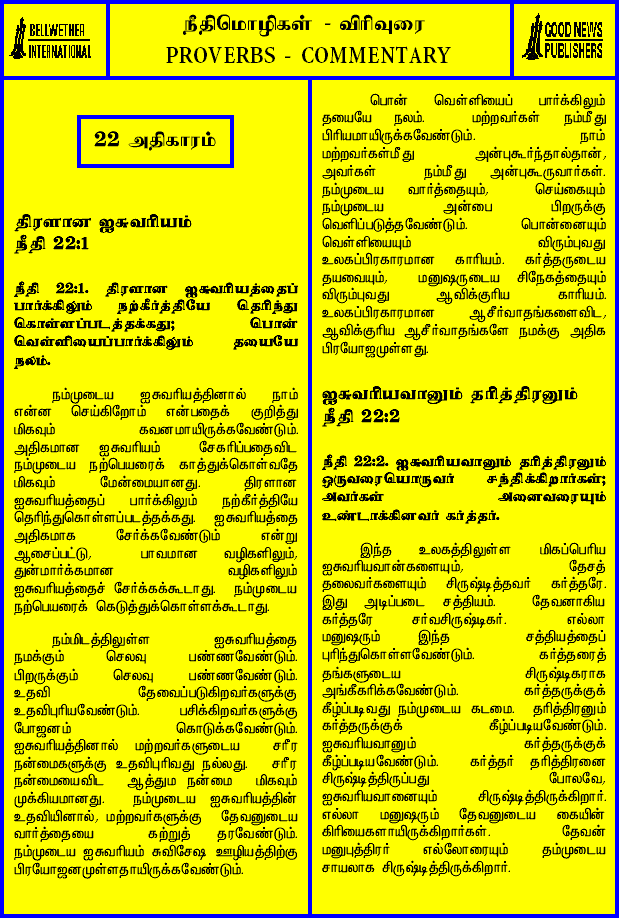 BELLWETHER
INTERNATIONAL
நீதிமொழிகள் - விரிவுரை
PROVERBS - COMMENTARY
GOOD NEWS
PUBLISHERS
22 அதிகாரம்
திரளான ஐசுவரியம்
நீதி 22:1
நீதி 22:1. திரளான ஐசுவரியத்தைப்
பார்க்கிலும் நற்கீர்த்தியே தெரிந்து
கொள்ளப்படத்தக்கது; பொன்
வெள்ளியைப்பார்க்கிலும் தயையே
நலம்.
நம்முடைய ஐசுவரியத்தினால் நாம்
என்ன செய்கிறோம் என்பதைக் குறித்து
மிகவும் கவனமாயிருக்கவேண்டும்.
அதிகமான ஐசுவரியம் சேகரிப்பதைவிட
நம்முடைய நற்பெயரைக் காத்துக்கொள்வதே
மிகவும் மேன்மையானது. திரளான
ஐசுவரியத்தைப் பார்க்கிலும் நற்கீர்த்தியே
தெரிந்துகொள்ளப்படத்தக்கது. ஐசுவரியத்தை
அதிகமாக சேர்க்கவேண்டும் என்று
ஆசைப்பட்டு, பாவமான வழிகளிலும்,
துன்மார்க்கமான வழிகளிலும்
ஐசுவரியத்தைச் சேர்க்கக்கூடாது. நம்முடைய
நற்பெயரைக் கெடுத்துக்கொள்ளக்கூடாது.
நம்மிடத்திலுள்ள ஐசுவரியத்தை
நமக்கும் செலவு பண்ணவேண்டும்.
பிறருக்கும் செலவு பண்ணவேண்டும்.
உதவி தேவைப்படுகிறவர்களுக்கு
உதவிபுரியவேண்டும். பசிக்கிறவர்களுக்கு
போஜனம் கொடுக்கவேண்டும்.
ஐசுவரியத்தினால் மற்றவர்களுடைய சரீர
நன்மைகளுக்கு உதவிபுரிவது நல்லது. சரீர
நன்மையைவிட ஆத்தும நன்மை மிகவும்
முக்கியமானது. நம்முடைய ஐசுவரியத்தின்
உதவியினால், மற்றவர்களுக்கு தேவனுடைய
வார்த்தையை கற்றுத் தரவேண்டும்.
நம்முடைய ஐசுவரியம் சுவிசேஷ ஊழியத்திற்கு
பிரயோஜனமுள்ளதாயிருக்கவேண்டும்.
பொன் வெள்ளியைப் பார்க்கிலும்
தயையே நலம். மற்றவர்கள் நம்மீது
பிரியமாயிருக்கவேண்டும். நாம்
மற்றவர்கள்மீது அன்புகூர்ந்தால்தான்,
அவர்கள் நம்மீது அன்புகூருவார்கள்.
நம்முடைய வார்த்தையும், செய்கையும்
நம்முடைய அன்பை பிறருக்கு
வெளிப்படுத்தவேண்டும். பொன்னையும்
வெள்ளியையும் விரும்புவது
உலகப்பிரகாரமான காரியம். கர்த்தருடைய
தயவையும், மனுஷருடைய சிநேகத்தையும்
விரும்புவது ஆவிக்குரிய காரியம்.
உலகப்பிரகாரமான ஆசீர்வாதங்களைவிட,
ஆவிக்குரிய ஆசீர்வாதங்களே நமக்கு அதிக
பிரயோஜமுள்ளது.
ஐசுவரியவானும் தரித்திரனும்
நீதி 22:2
நீதி 22:2. ஐசுவரியவானும் தரித்திரனும்
ஒருவரையொருவர் சந்திக்கிறார்கள்;
அவர்கள் அனைவரையும்
உண்டாக்கினவர் கர்த்தர்.
இந்த உலகத்திலுள்ள மிகப்பெரிய
ஐசுவரியவான்களையும், தேசத்
தலைவர்களையும் சிருஷ்டித்தவர் கர்த்தரே.
இது அடிப்படை சத்தியம். தேவனாகிய
கர்த்தரே சர்வசிருஷ்டிகர். எல்லா
மனுஷரும் இந்த சத்தியத்தைப்
புரிந்துகொள்ளவேண்டும். கர்த்தரைத்
தங்களுடைய சிருஷ்டிகராக
அங்கீகரிக்கவேண்டும். கர்த்தருக்குக்
கீழ்ப்படிவது நம்முடைய கடமை. தரித்திரனும்
கர்த்தருக்குக் கீழ்ப்படியவேண்டும்.
ஐசுவரியவானும் கர்த்தருக்குக்
கீழ்ப்படியவேண்டும். கர்த்தர் தரித்திரனை
சிருஷ்டித்திருப்பது போலவே,
ஐசுவரியவானையும் சிருஷ்டித்திருக்கிறார்.
எல்லா மனுஷரும் தேவனுடைய கையின்
கிரியைகளாயிருக்கிறார்கள். தேவன்
மனுபுத்திரர் எல்லோரையும் தம்முடைய
சாயலாக சிருஷ்டித்திருக்கிறார்.